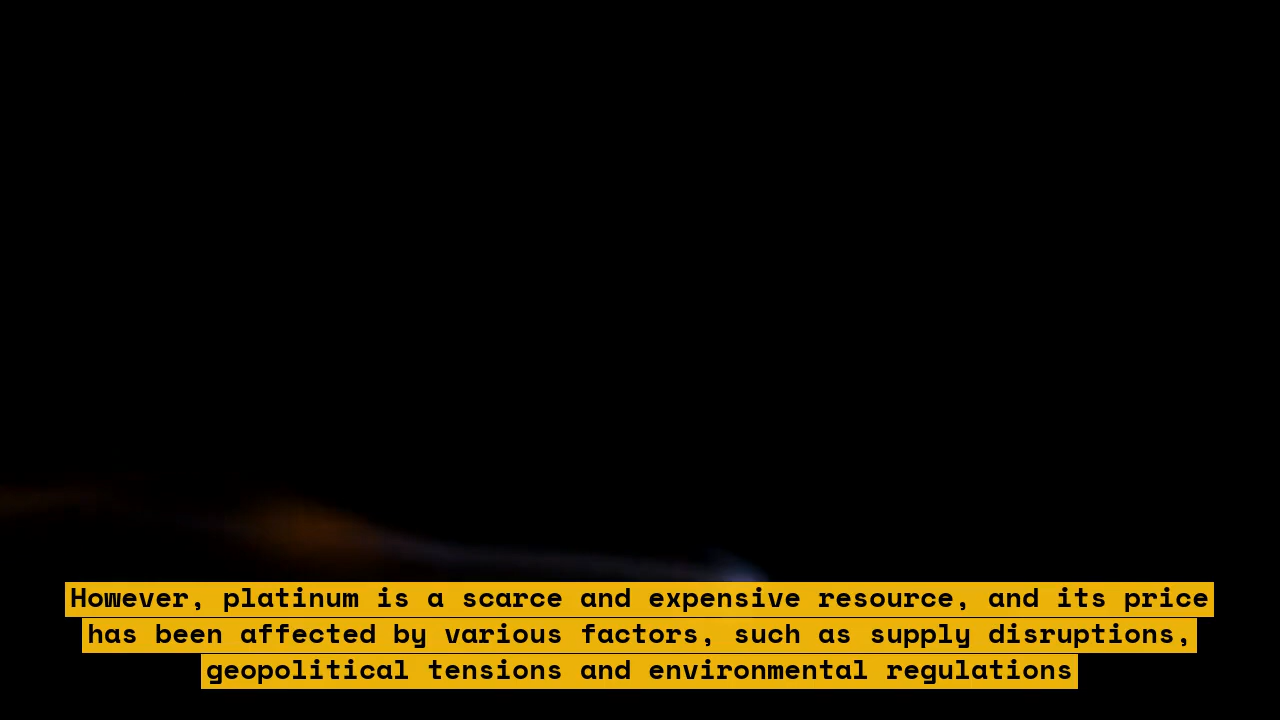 However, platinum is a scarce and expensive resource, and its price
has been affected by various factors, such as supply disruptions,
geopolitical tensions and environmental regulations